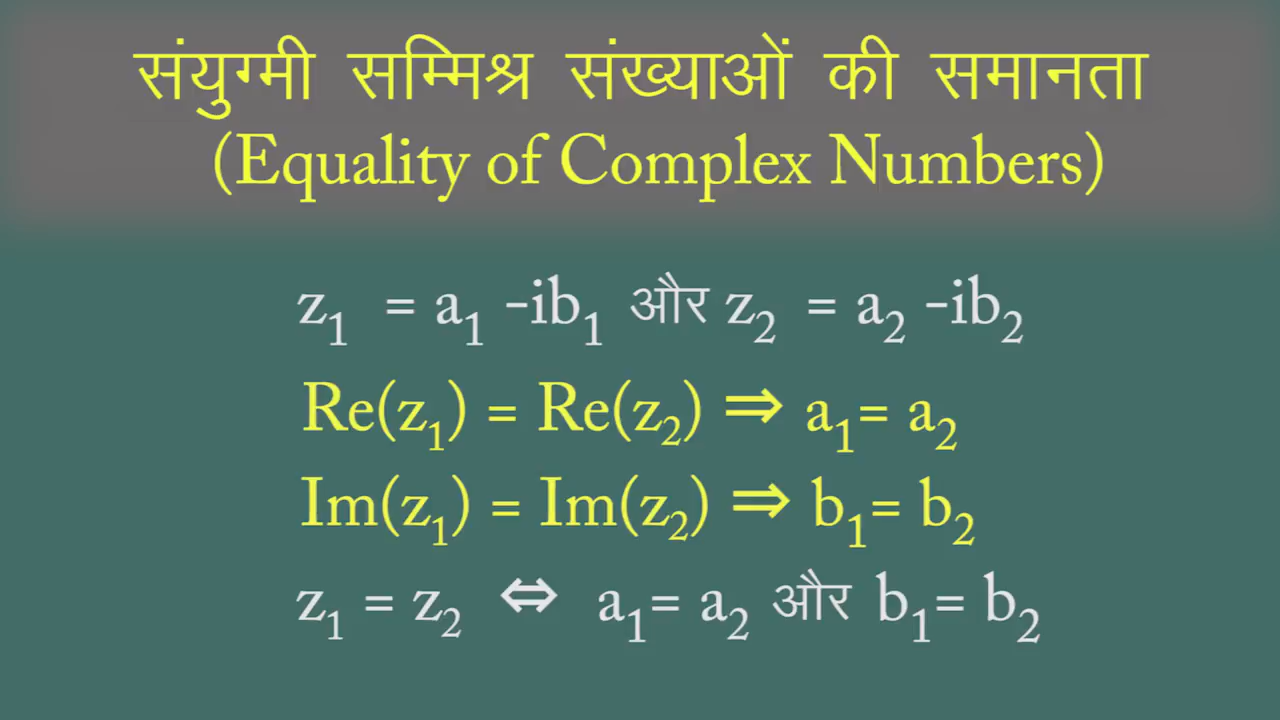 संयुग्मी सम्मिश्र संख्याओं की समानता
(Equality of Complex Numbers)
z₁ = a₁ -ib₁ और z₂ = a₂ -ib₂
Re(z₁) = Re(z₂) ⇒ a₁= a₂
Im(z₁) = Im(z₂) ⇒ b₁= b₂
z₁ = z₂ ⇔ a₁= a₂ और b₁= b₂